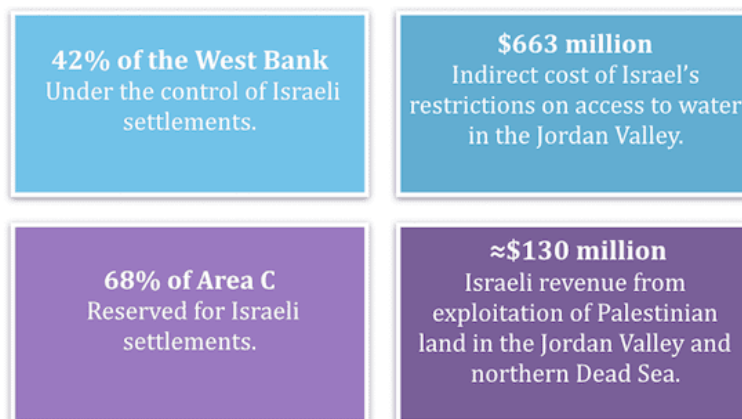 42% of the West Bank
Under the control of Israeli
settlements.
$663 million
Indirect cost of Israel’s
restrictions on access to water
in the Jordan Valley.
68% of Area C
Reserved for Israeli
settlements.
≈$130 million
Israeli revenue from
exploitation of Palestinian
land in the Jordan Valley and
northern Dead Sea.